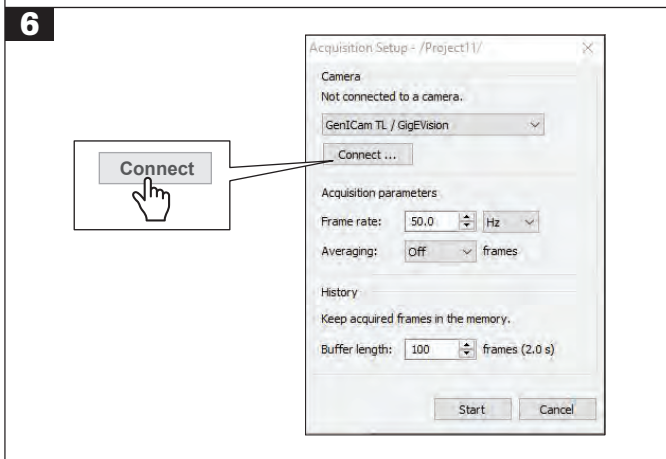 6
Acquisition Setup - /Project11/
Camera
Not connected to a camera.
GenICam TL / GigEVision
Connect ...
Connect
Acquisition parameters
Frame rate: 50.0 Hz
Averaging: Off frames
History
Keep acquired frames in the memory.
Buffer length: 100 frames (2.0 s)
Start Cancel